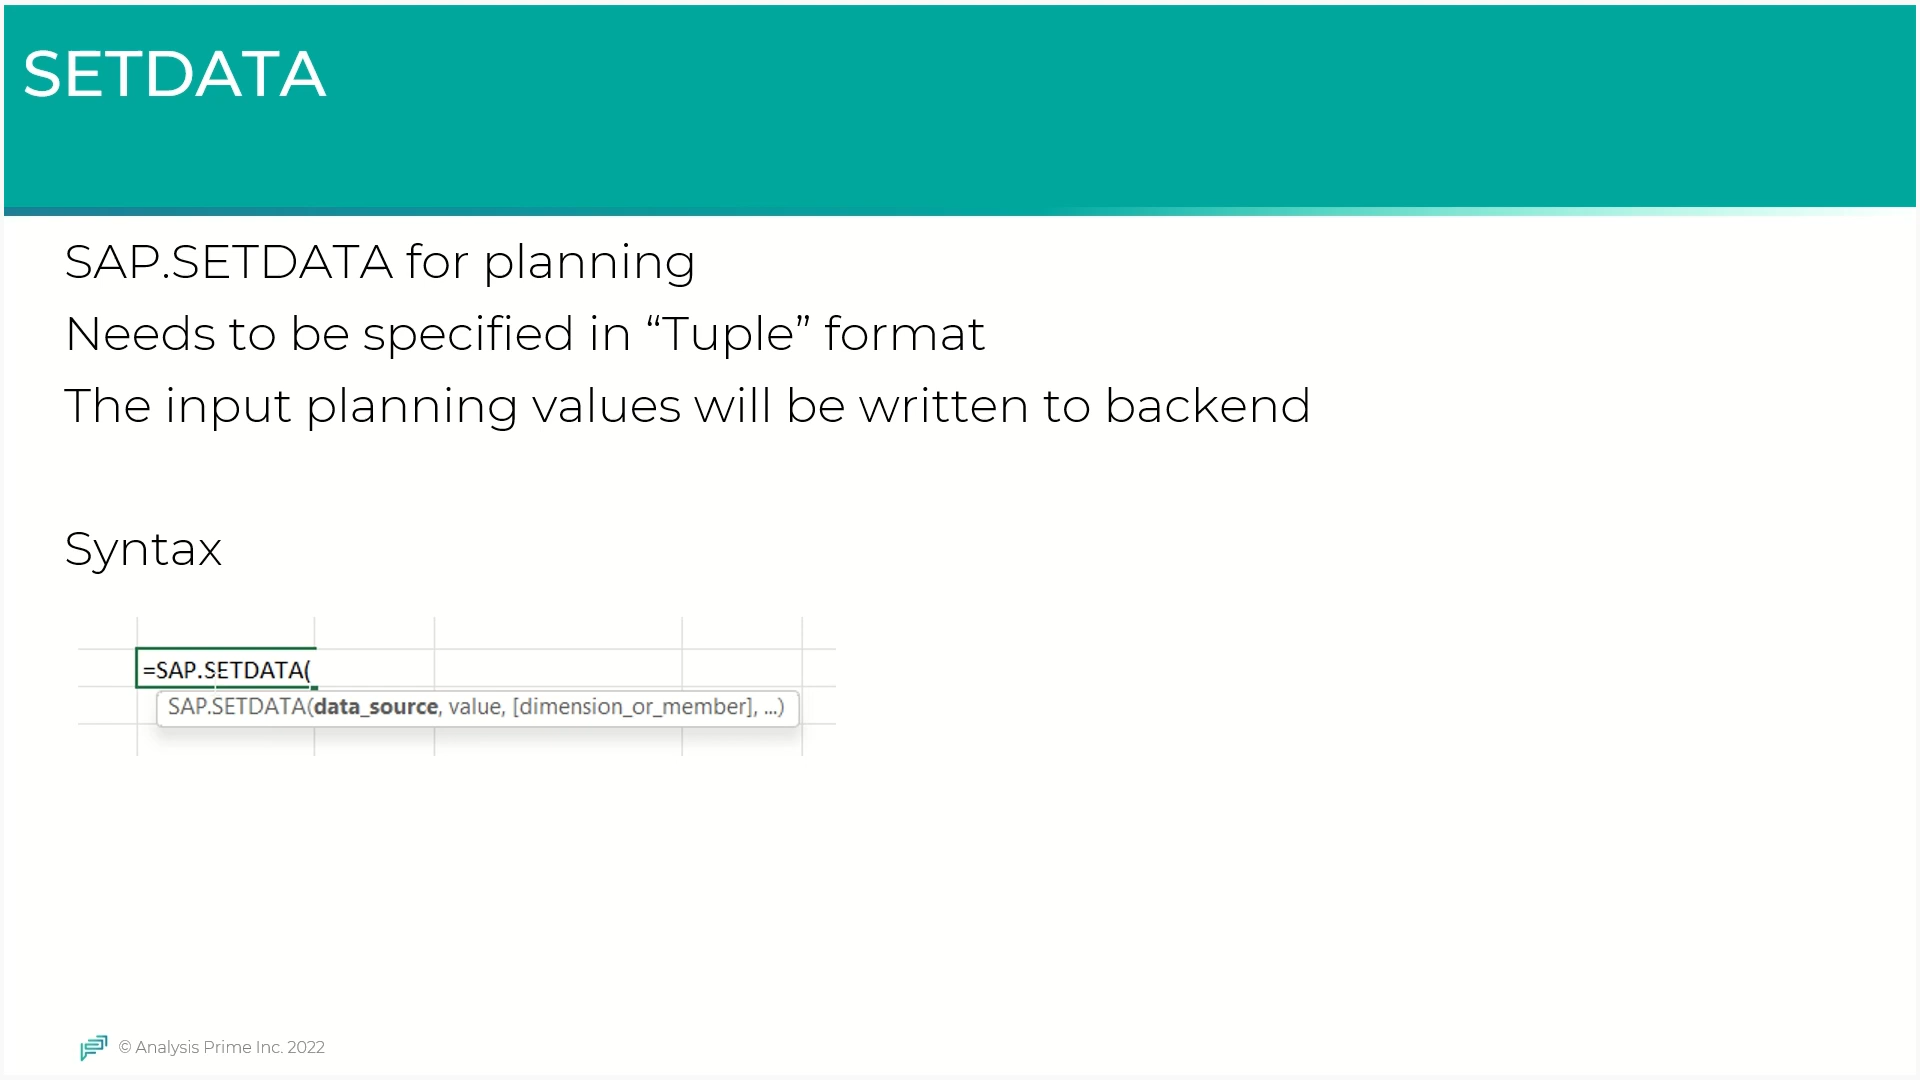 SETDATA
SAP.SETDATA for planning
Needs to be specified in “Tuple” format
The input planning values will be written to backend
Syntax
=SAP.SETDATA(
SAP.SETDATA(data_source, value, [dimension_or_member], ...)
© Analysis Prime Inc. 2022